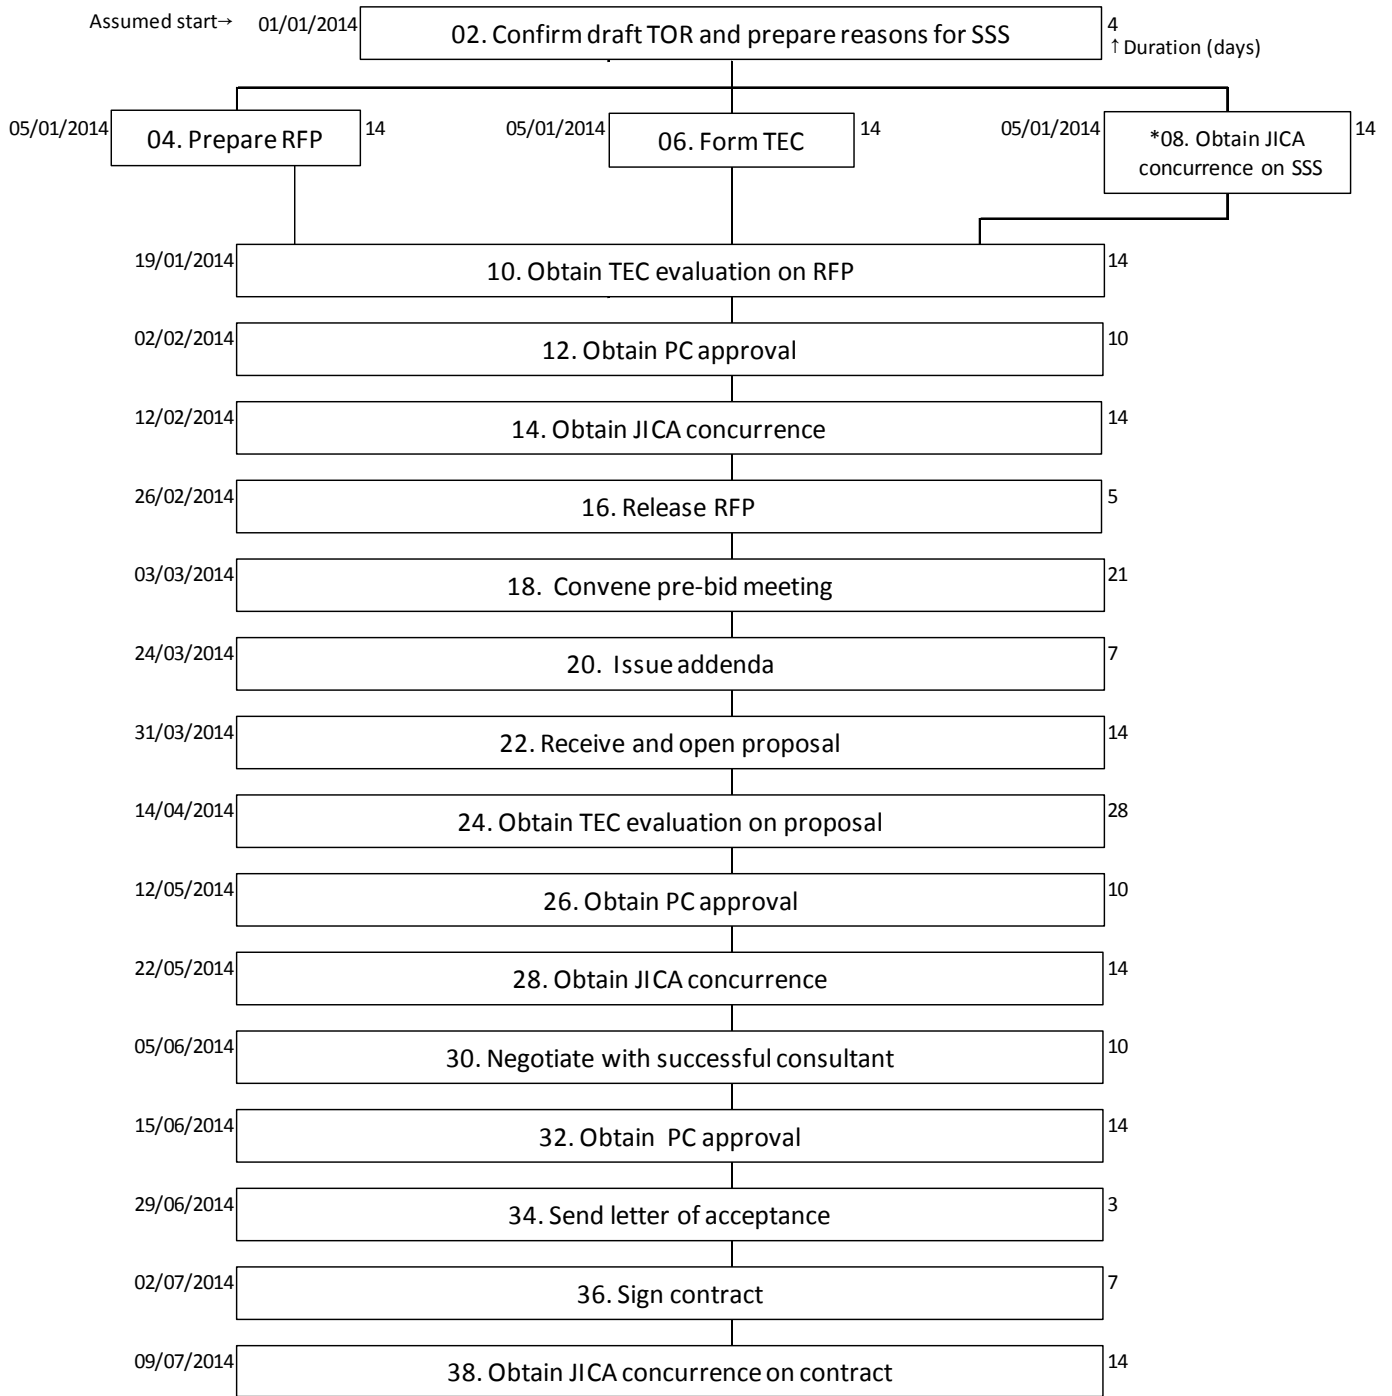 Assumed start→ 01/01/2014 02. Confirm draft TOR and prepare reasons for SSS 4
↑Duration (days)
05/01/2014 04. Prepare RFP 14 05/01/2014 06. Form TEC 14 05/01/2014 *08. Obtain JICA 14
concurrence on SSS
19/01/2014 10. Obtain TEC evaluation on RFP 14
02/02/2014 12. Obtain PC approval 10
12/02/2014 14. Obtain JICA concurrence 14
26/02/2014 16. Release RFP 5
03/03/2014 18. Convene pre-bid meeting 21
24/03/2014 20. Issue addenda 7
31/03/2014 22. Receive and open proposal 14
14/04/2014 24. Obtain TEC evaluation on proposal 28
12/05/2014 26. Obtain PC approval 10
22/05/2014 28. Obtain JICA concurrence 14
05/06/2014 30. Negotiate with successful consultant 10
15/06/2014 32. Obtain PC approval 14
29/06/2014 34. Send letter of acceptance 3
02/07/2014 36. Sign contract 7
09/07/2014 38. Obtain JICA concurrence on contract 14